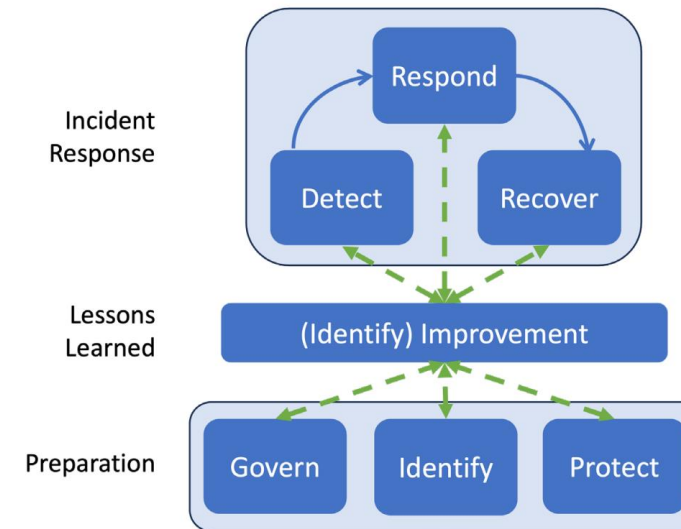 Respond
Incident
Response
Detect
Recover
Lessons
Learned
(Identify) Improvement
Preparation
Govern
Identify
Protect